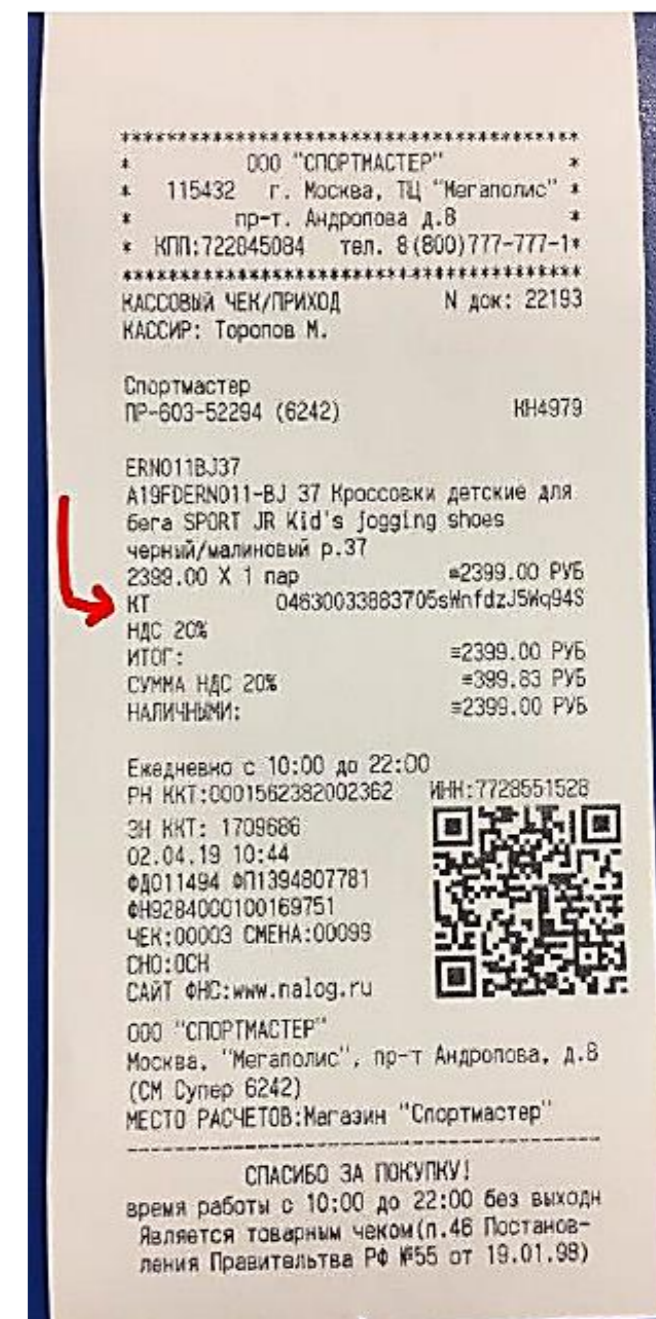 ****************************************
* ООО "СПОРТМАСТЕР" *
* 115432 г. Москва, ТЦ "Мегаполис" *
* пр-т. Андропова д.8 *
* КПП:722845084 тел. 8(800)777-777-1*
****************************************
КАССОВЫЙ ЧЕК/ПРИХОД N док: 22193
КАССИР: Торопов М.
Спортмастер
ПР-603-52294 (6242) КН4979
ERN011BJ37
A19FDERN011-BJ 37 Кроссовки детские для
бега SPORT JR Kid's jogging shoes
черный/малиновый р.37
2399.00 X 1 пар =2399.00 РУБ
КТ 04630033883705sWnfdzJ5Wq94S
НДС 20%
ИТОГ: =2399.00 РУБ
СУММА НДС 20% =399.83 РУБ
НАЛИЧНЫМИ: =2399.00 РУБ
Ежедневно с 10:00 до 22:00
РН ККТ:0001562382002362 ИНН:7728551528
ЗН ККТ: 1709686
02.04.19 10:44
ФД011494 ФП1394807781
ФН9284000100169751
ЧЕК:00003 СМЕНА:00099
СНО:ОСН
САЙТ ФНС:www.nalog.ru
ООО "СПОРТМАСТЕР"
Москва, "Мегаполис", пр-т Андропова, д.8
(СМ Супер 6242)
МЕСТО РАСЧЕТОВ:Магазин "Спортмастер"
----------------------------------------
СПАСИБО ЗА ПОКУПКУ!
время работы с 10:00 до 22:00 без выходн
Является товарным чеком(п.46 Постанов-
ления Правительтва РФ №55 от 19.01.98)